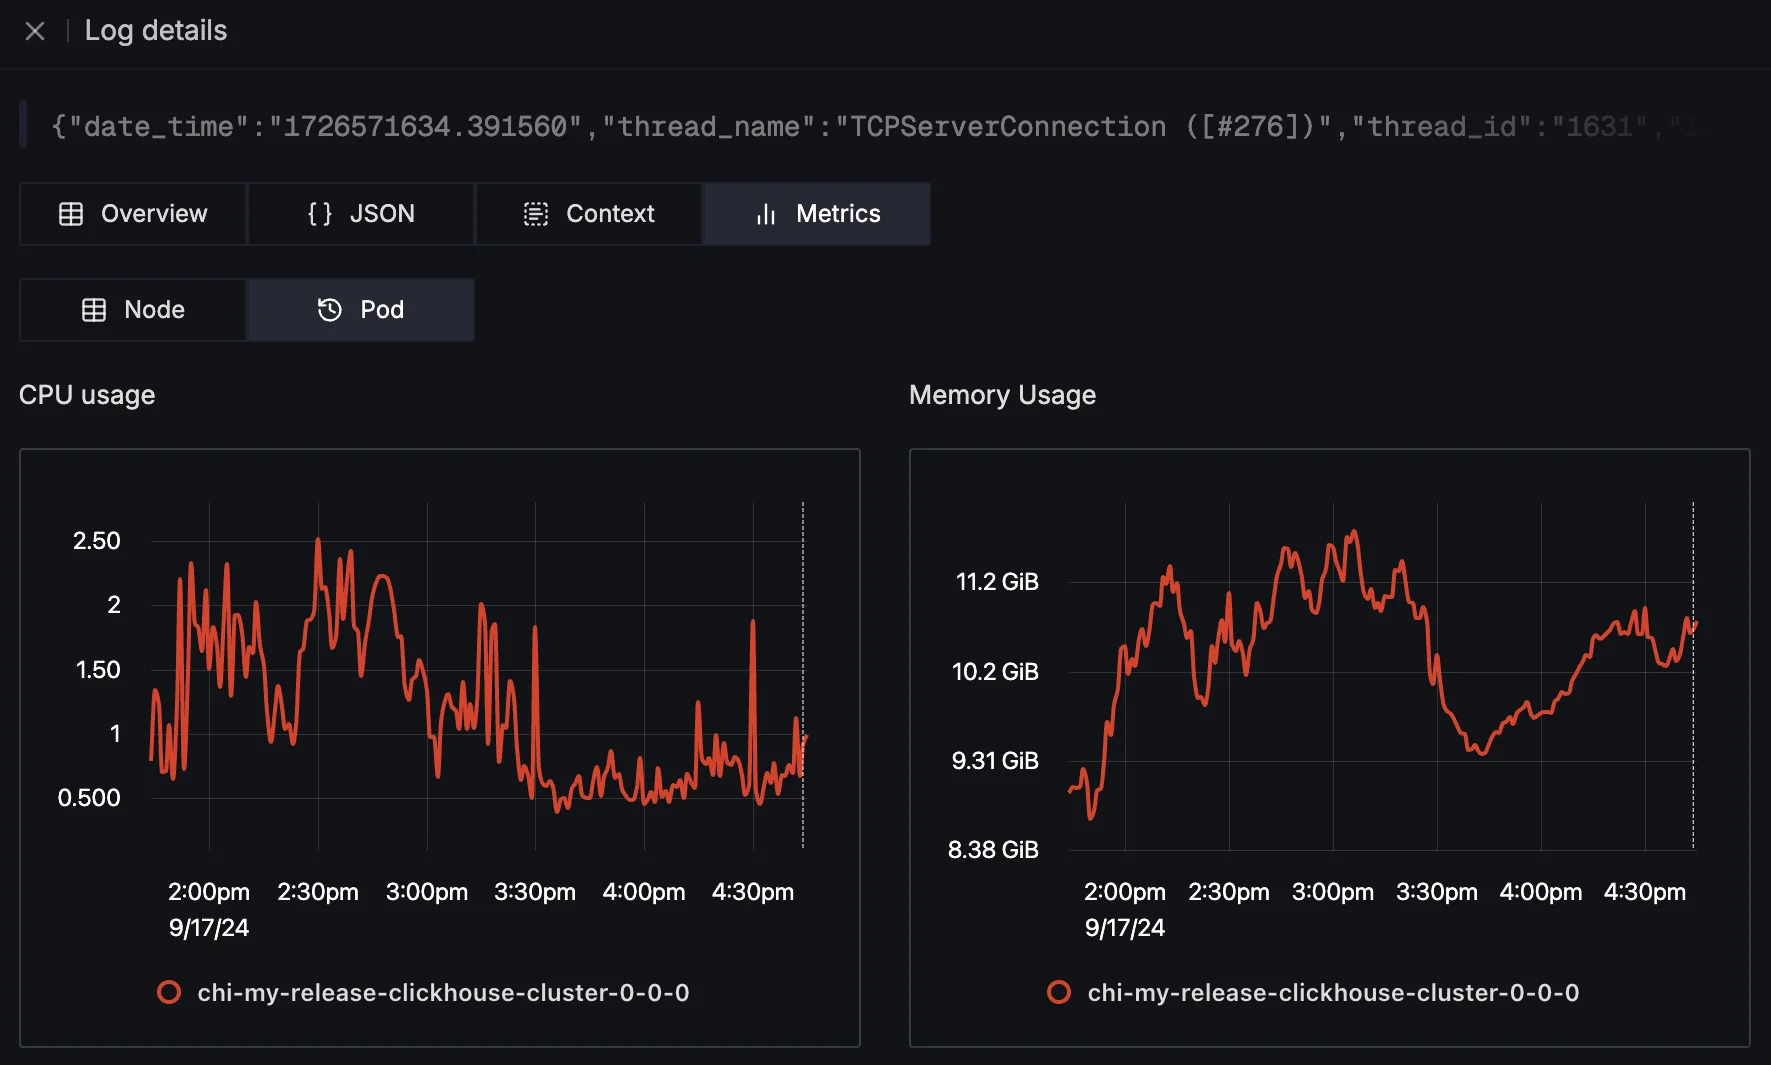 Log details
{"date_time":"1726571634.391560","thread_name":"TCPServerConnection ([#276])","thread_id":"1631","
Overview
JSON
Context
Metrics
Node
Pod
CPU usage
2.50
2
1.50
1
0.500
2:00pm 2:30pm 3:00pm 3:30pm 4:00pm 4:30pm
9/17/24
chi-my-release-clickhouse-cluster-0-0-0
Memory Usage
11.2 GiB
10.2 GiB
9.31 GiB
8.38 GiB
2:00pm 2:30pm 3:00pm 3:30pm 4:00pm 4:30pm
9/17/24
chi-my-release-clickhouse-cluster-0-0-0